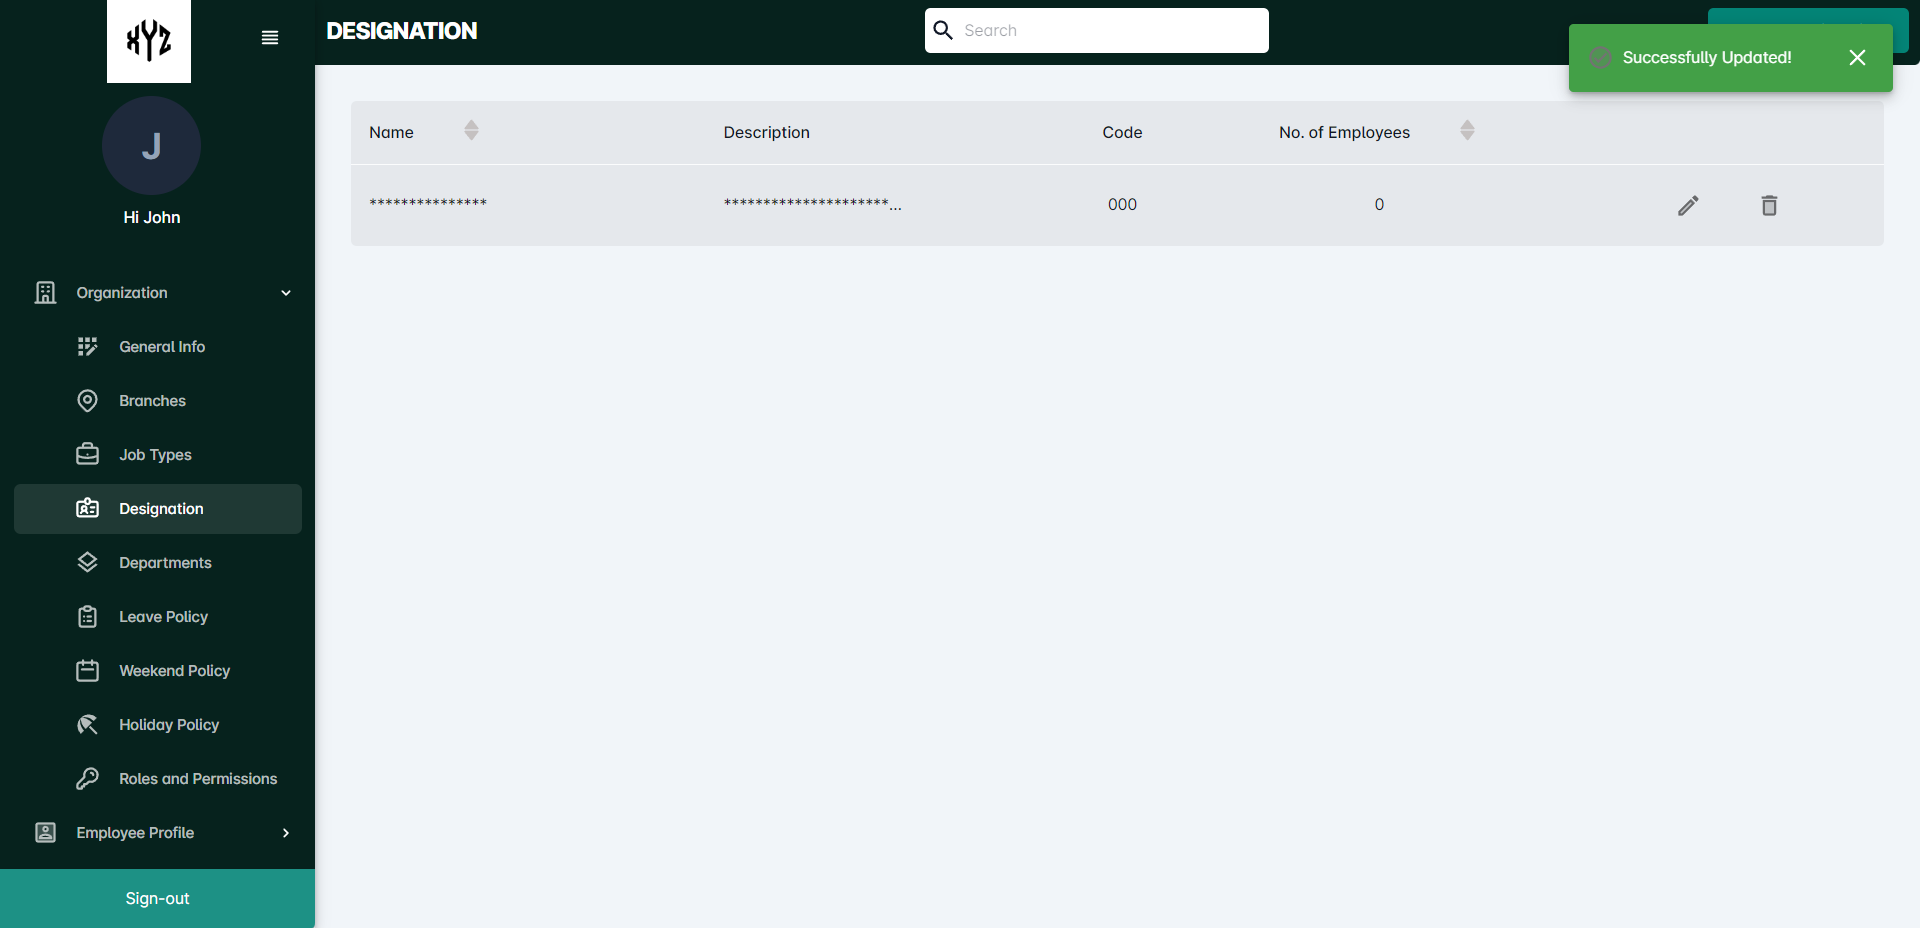 XYZ
DESIGNATION
Search
Successfully Updated!
J
Hi John
Name Description Code No. of Employees
*************** *********************... 000 0
Organization
General Info
Branches
Job Types
Designation
Departments
Leave Policy
Weekend Policy
Holiday Policy
Roles and Permissions
Employee Profile
Sign-out